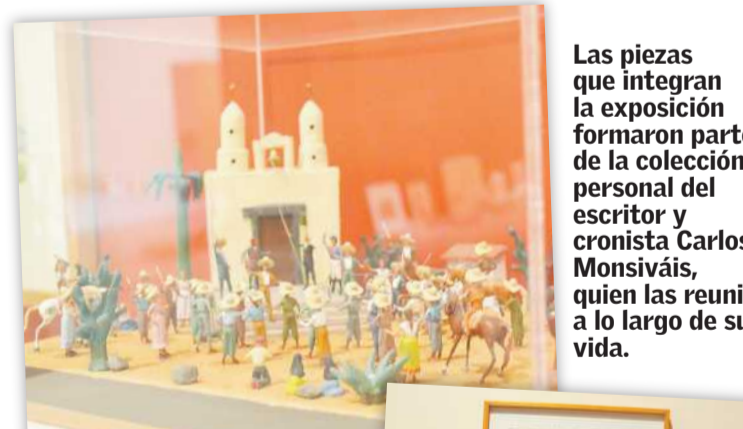 Las piezas
que integran
la exposición
formaron parte
de la colección
personal del
escritor y
cronista Carlos
Monsiváis,
quien las reuni
a lo largo de su
vida.